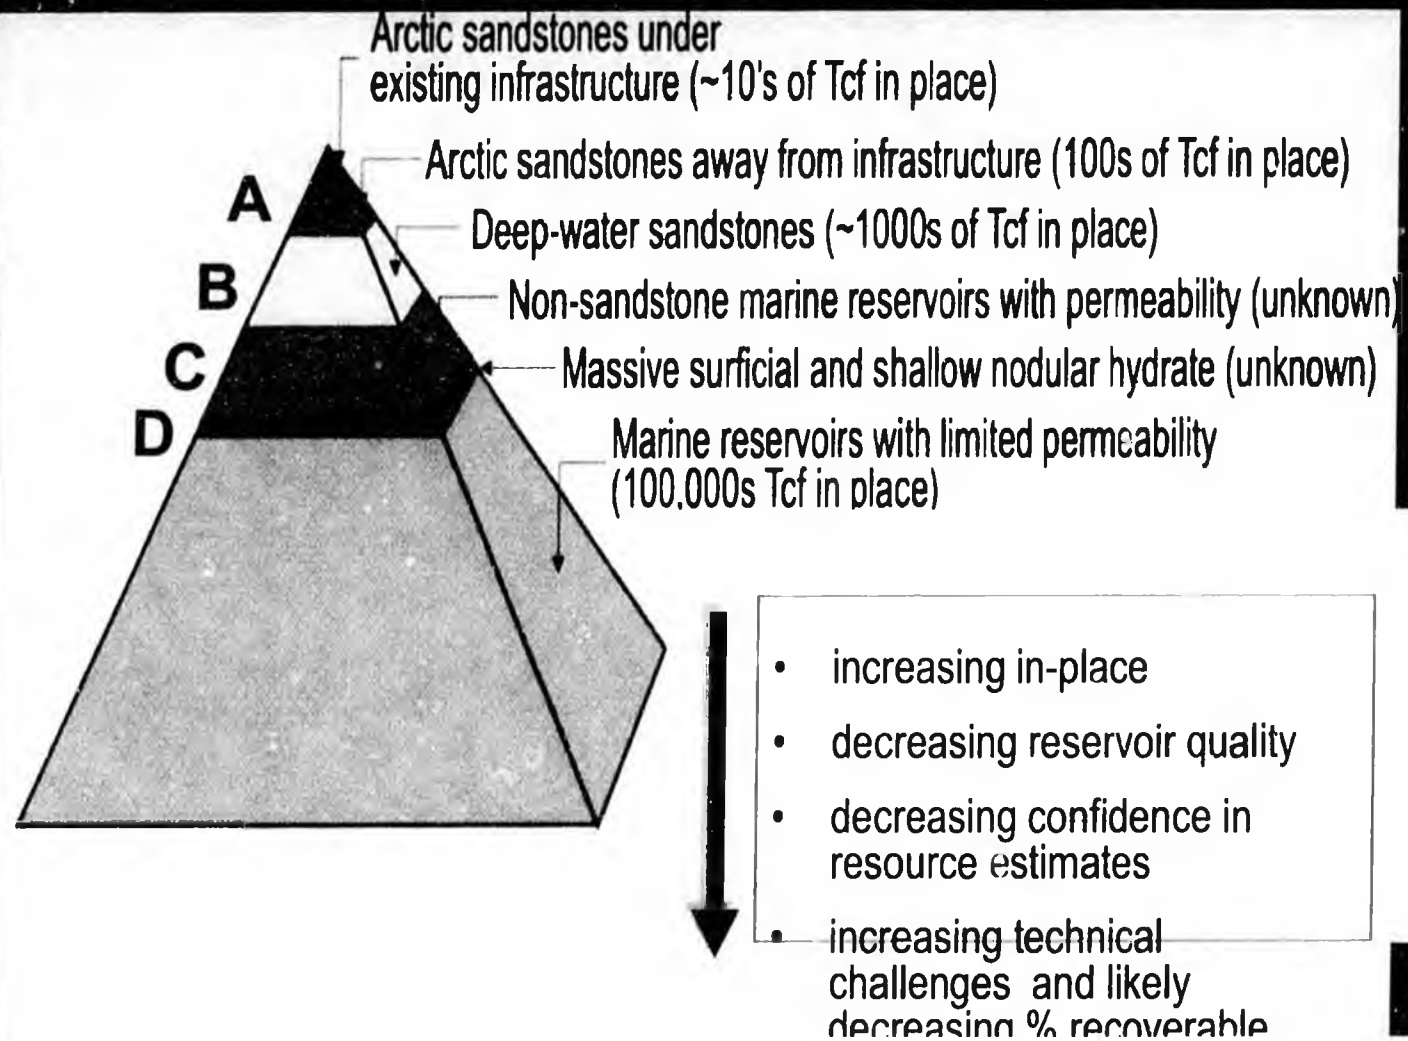 Arctic sandstones under
existing infrastructure (~10's of Tcf in place)
Arctic sandstones away from infrastructure (100s of Tcf in place)
A
Deep-water sandstones (~1000s of Tcf in place)
B
Non-sandstone marine reservoirs with permeability (unknown)
C
Massive surficial and shallow nodular hydrate (unknown)
D
Marine reservoirs with limited permeability
(100,000s Tcf in place)
• increasing in-place
• decreasing reservoir quality
• decreasing confidence in
resource estimates
• increasing technical
challenges and likely
decreasing % recoverable